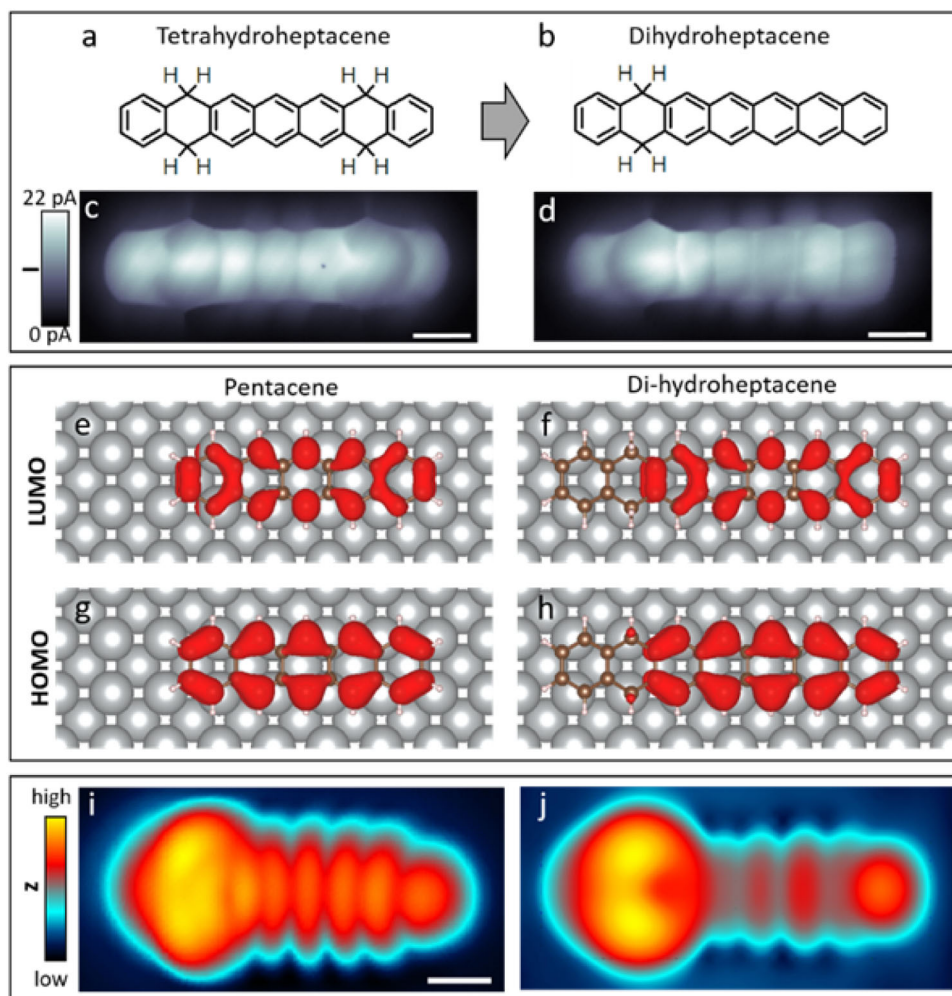 a Tetrahydroheptacene b Dihydroheptacene
H H H H H H
H H H H H H
22 pA c d
I
0 pA
Pentacene Di-hydroheptacene
LUMO e f
HOMO g h
high i j
z
low